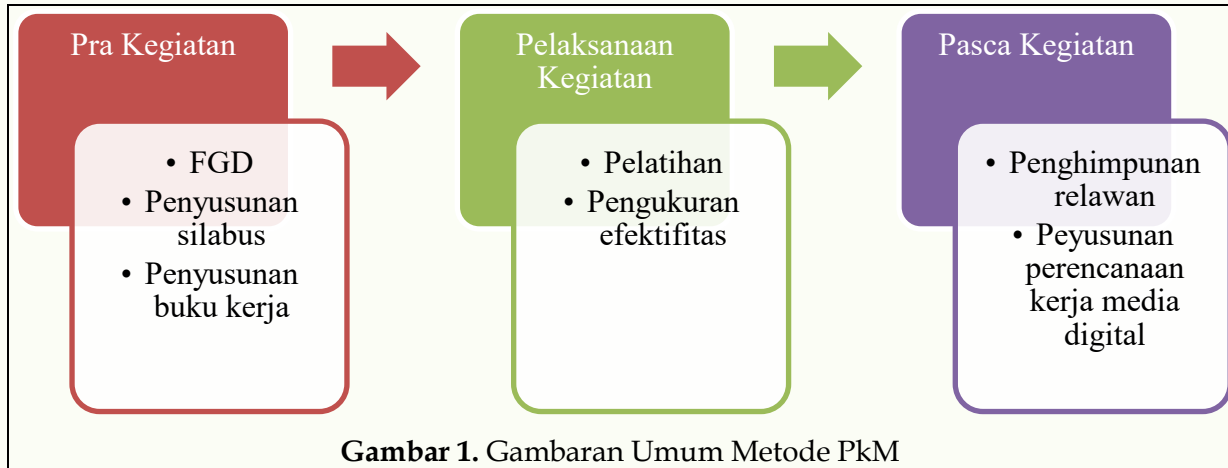 Pra Kegiatan
• FGD
• Penyusunan
silabus
• Penyusunan
buku kerja
Pelaksanaan
Kegiatan
• Pelatihan
• Pengukuran
efektifitas
Pasca Kegiatan
• Penghimpunan
relawan
• Peyusunan
perencanaan
kerja media
digital
Gambar 1. Gambaran Umum Metode PkM